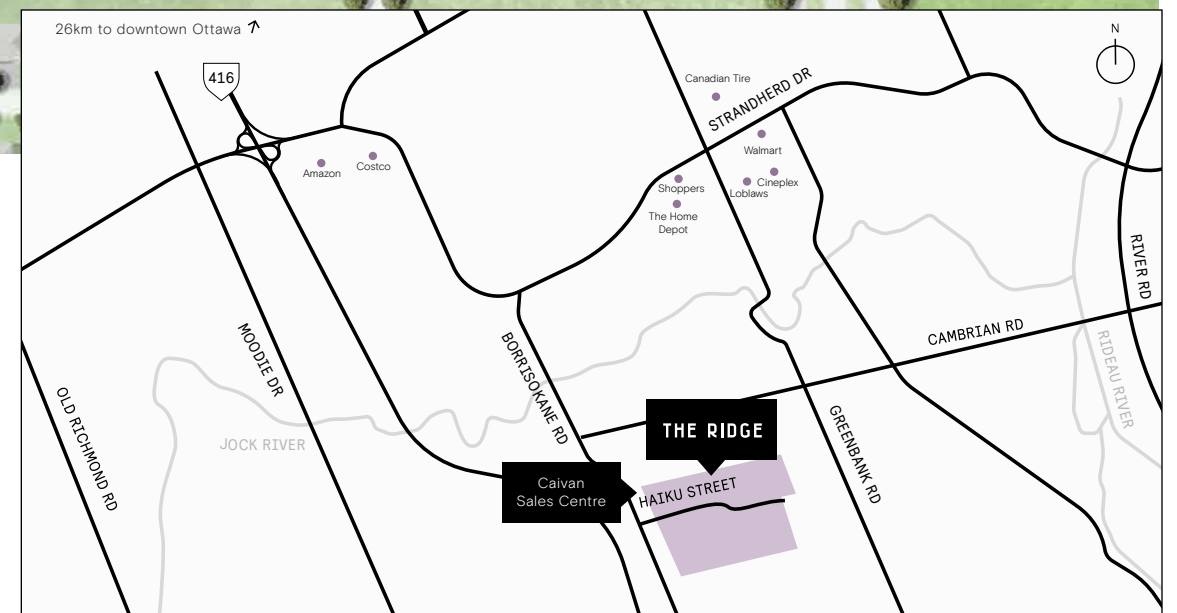 26km to downtown Ottawa
N
416
Canadian Tire
STRANDHERD DR
Walmart
Amazon
Costco
Shoppers
Cineplex
Loblaws
The Home
Depot
RIVER RD
MOODIE DR
BORRISOKANE RD
CAMBRIAN RD
RIDEAU RIVER
OLD RICHMOND RD
JOCK RIVER
THE RIDGE
GREENBANK RD
Caivan
Sales Centre
HAIKU STREET